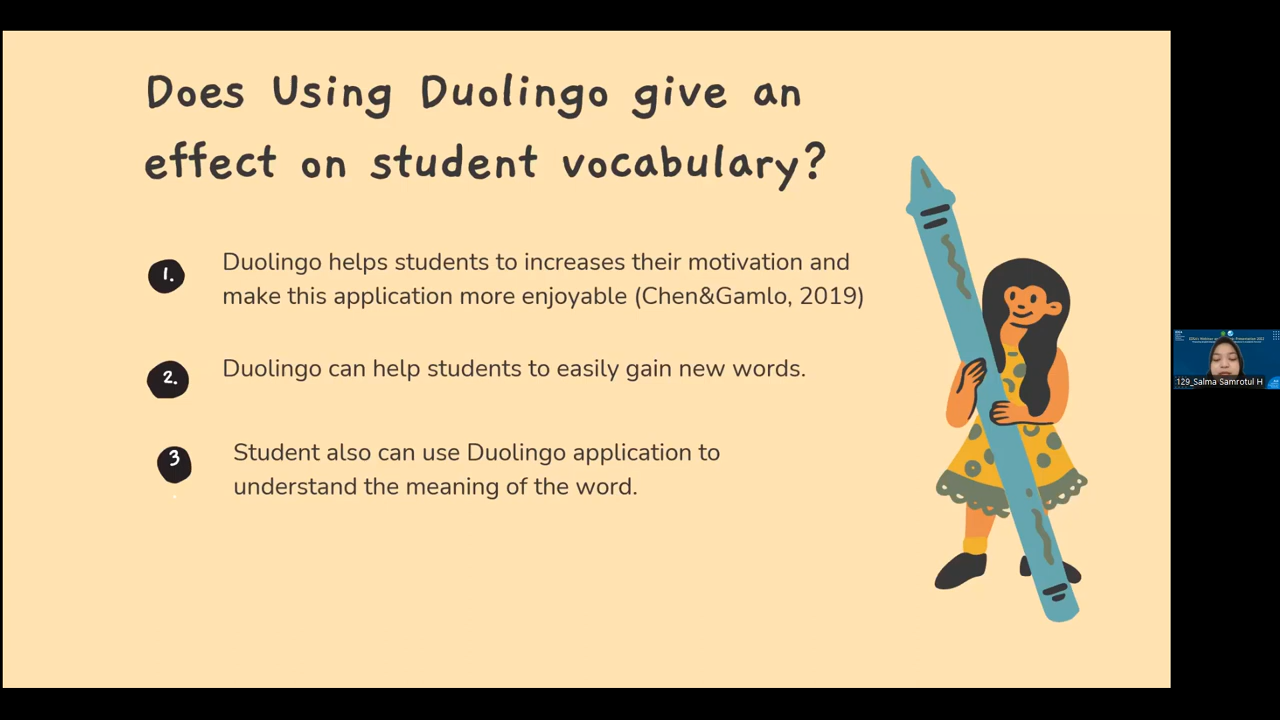 Does Using Duolingo give an
effect on student vocabulary?
1.
Duolingo helps students to increases their motivation and
make this application more enjoyable (Chen&Gamlo, 2019)
2.
Duolingo can help students to easily gain new words.
3
Student also can use Duolingo application to
understand the meaning of the word.
129_Salma Samrotul H